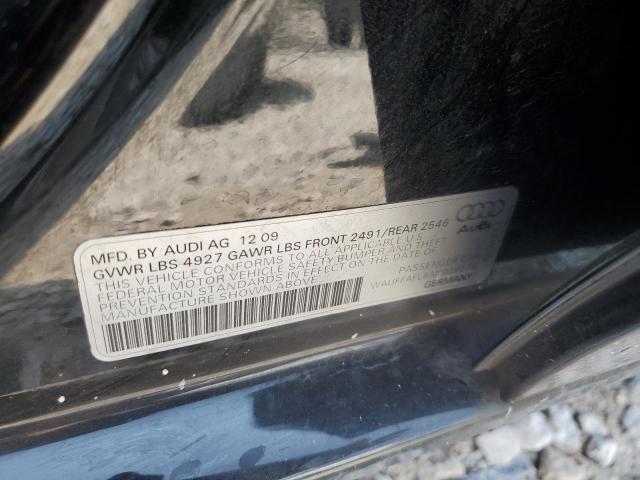 MFD. BY AUDI AG 12 09
GVWR LBS 4927 GAWR LBS FRONT 2491/REAR 2546
THIS VEHICLE CONFORMS TO ALL APPLICABLE U.S.
FEDERAL MOTOR VEHICLE SAFETY BUMPER AND THEFT
PREVENTION STANDARDS IN EFFECT ON THE DATE OF
MANUFACTURE SHOWN ABOVE
Audi
PASSENGER
GERMANY